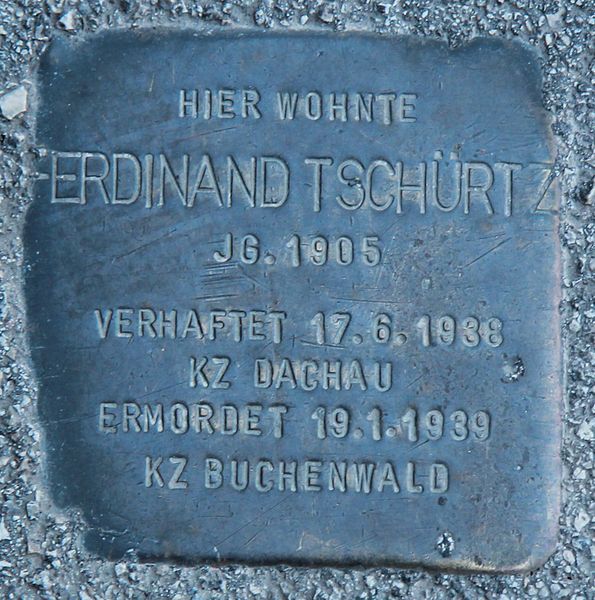 HIER WOHNTE
FERDINAND TSCHÜRTZ
JG. 1905
VERHAFTET 17.6.1938
KZ DACHAU
ERMORDET 19.1.1939
KZ BUCHENWALD